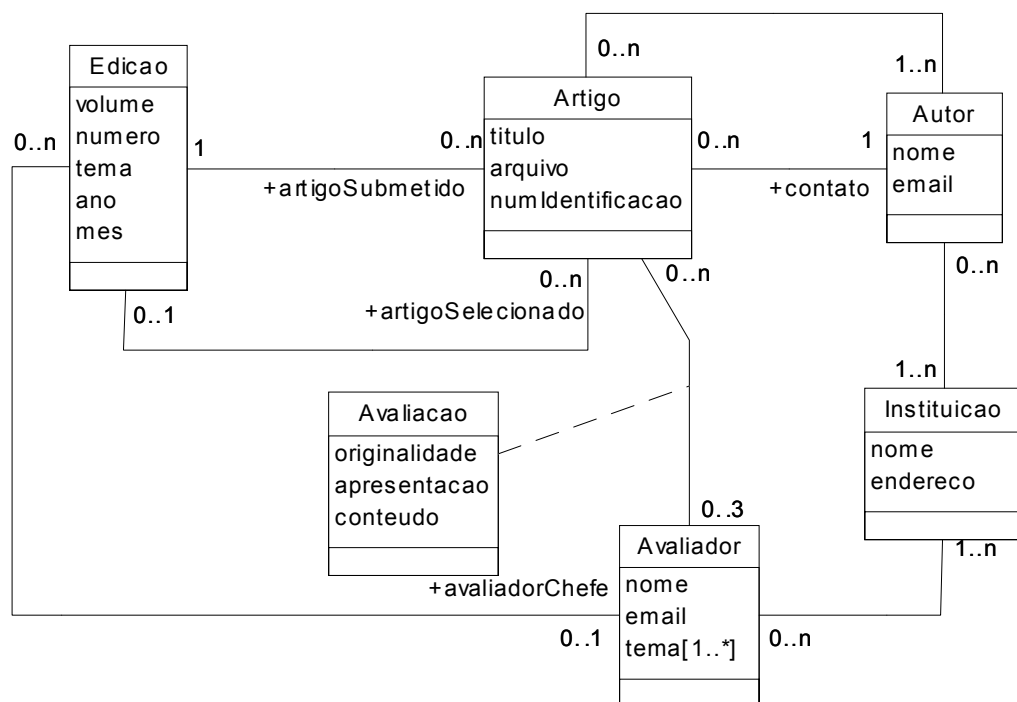 0..n
1..n
Edicao
volume
numero
tema
ano
mes
Artigo
titulo
arquivo
numIdentificacao
Autor
nome
email
0..n
1
0..n
+artigoSubmetido
0..n
1
+contato
0..1
0..n
+artigoSelecionado
0..n
0..n
1..n
Avaliacao
originalidade
apresentacao
conteudo
Instituicao
nome
endereco
0..3
1..n
Avaliador
nome
email
tema[1..*]
+avaliadorChefe
0..1
0..n